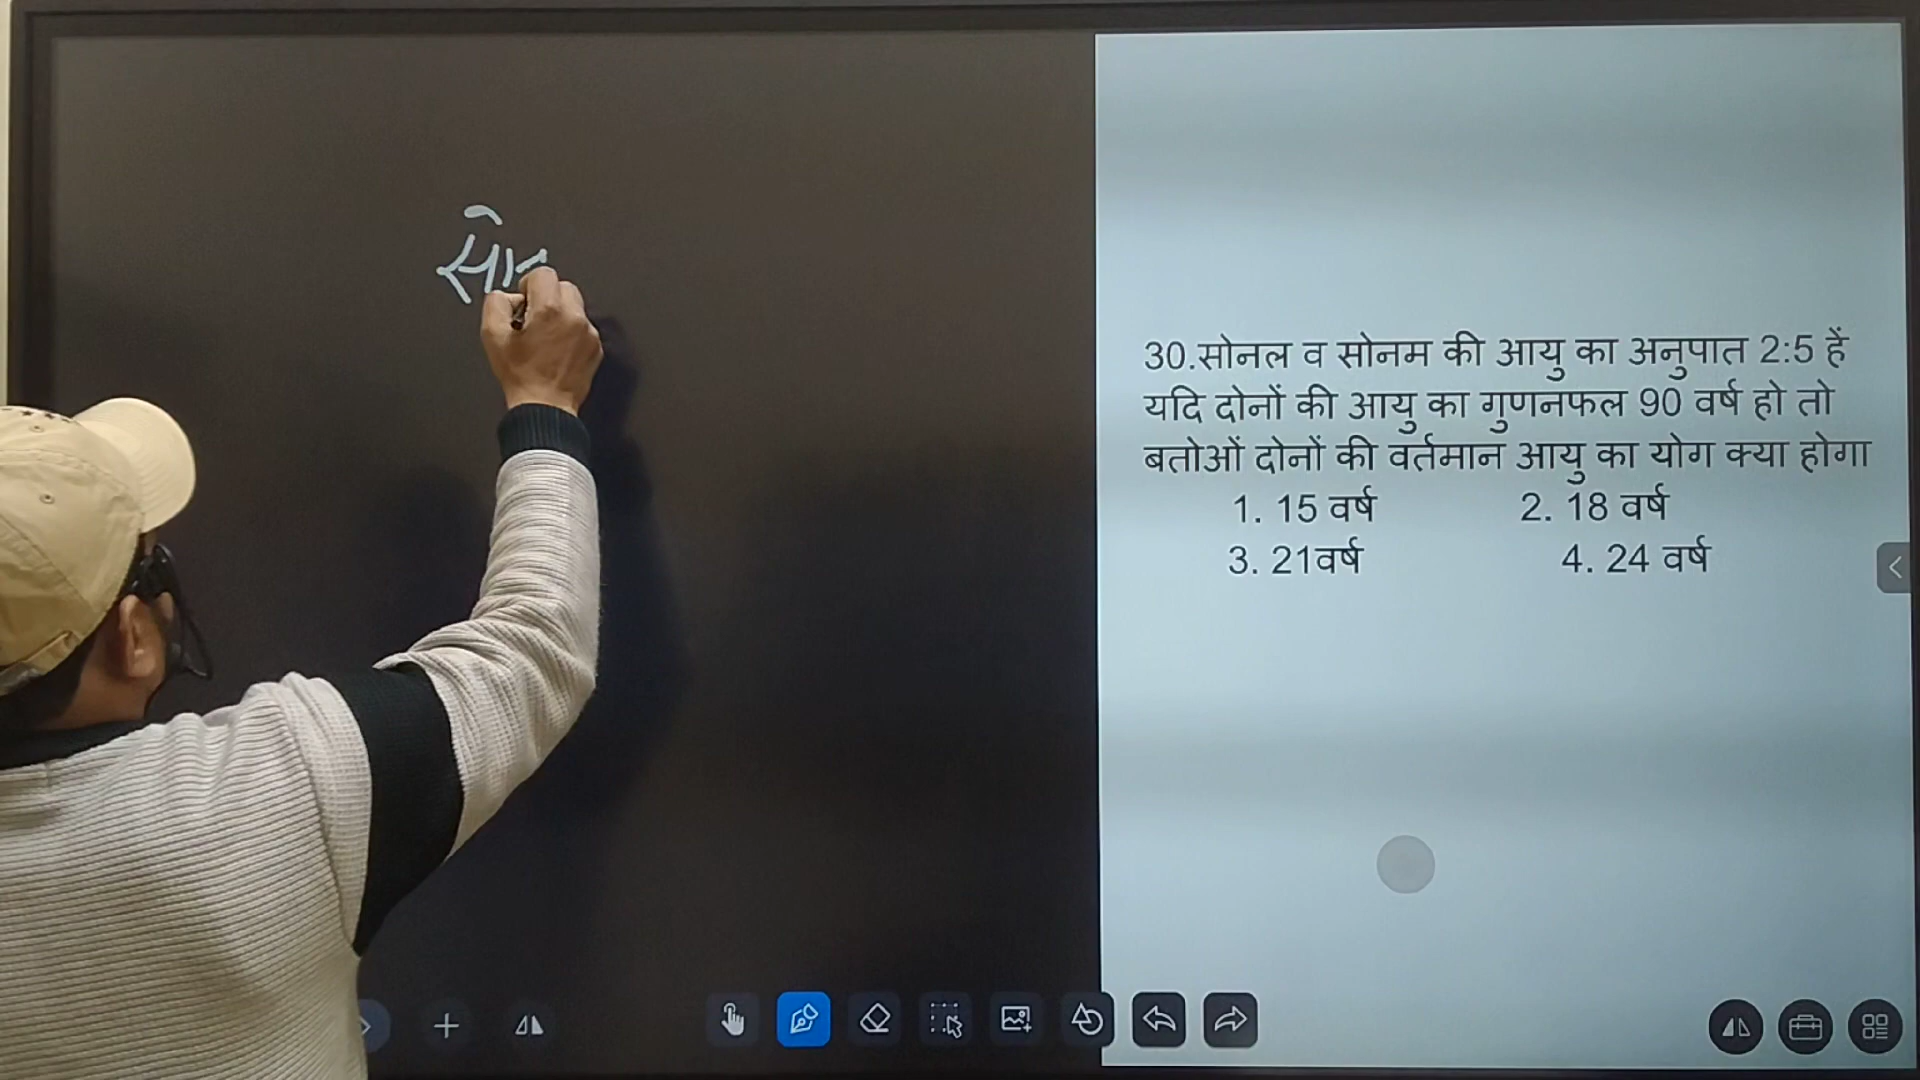 सोन
30.सोनल व सोनम की आयु का अनुपात 2:5 हैं
यदि दोनों की आयु का गुणनफल 90 वर्ष हो तो
बतोओं दोनों की वर्तमान आयु का योग क्या होगा
1. 15 वर्ष 2. 18 वर्ष
3. 21वर्ष 4. 24 वर्ष